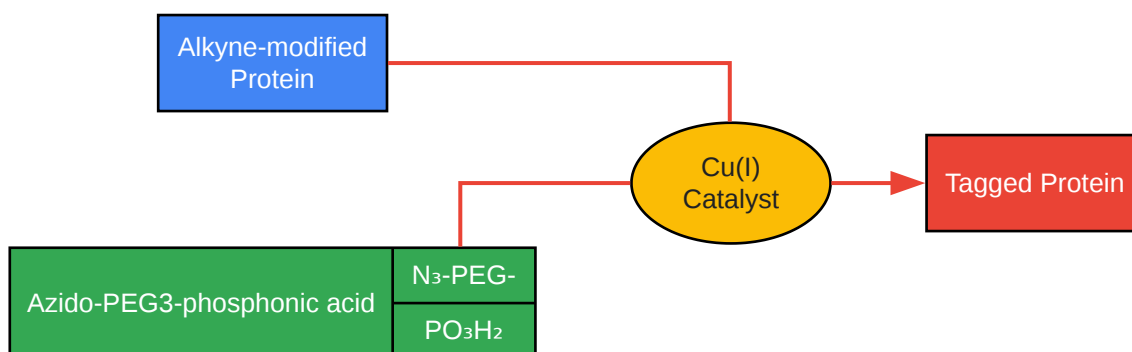 Alkyne-modified
Protein
Cu(I)
Catalyst
Tagged Protein
Azido-PEG3-phosphonic acid
N₃-PEG-
PO₃H₂